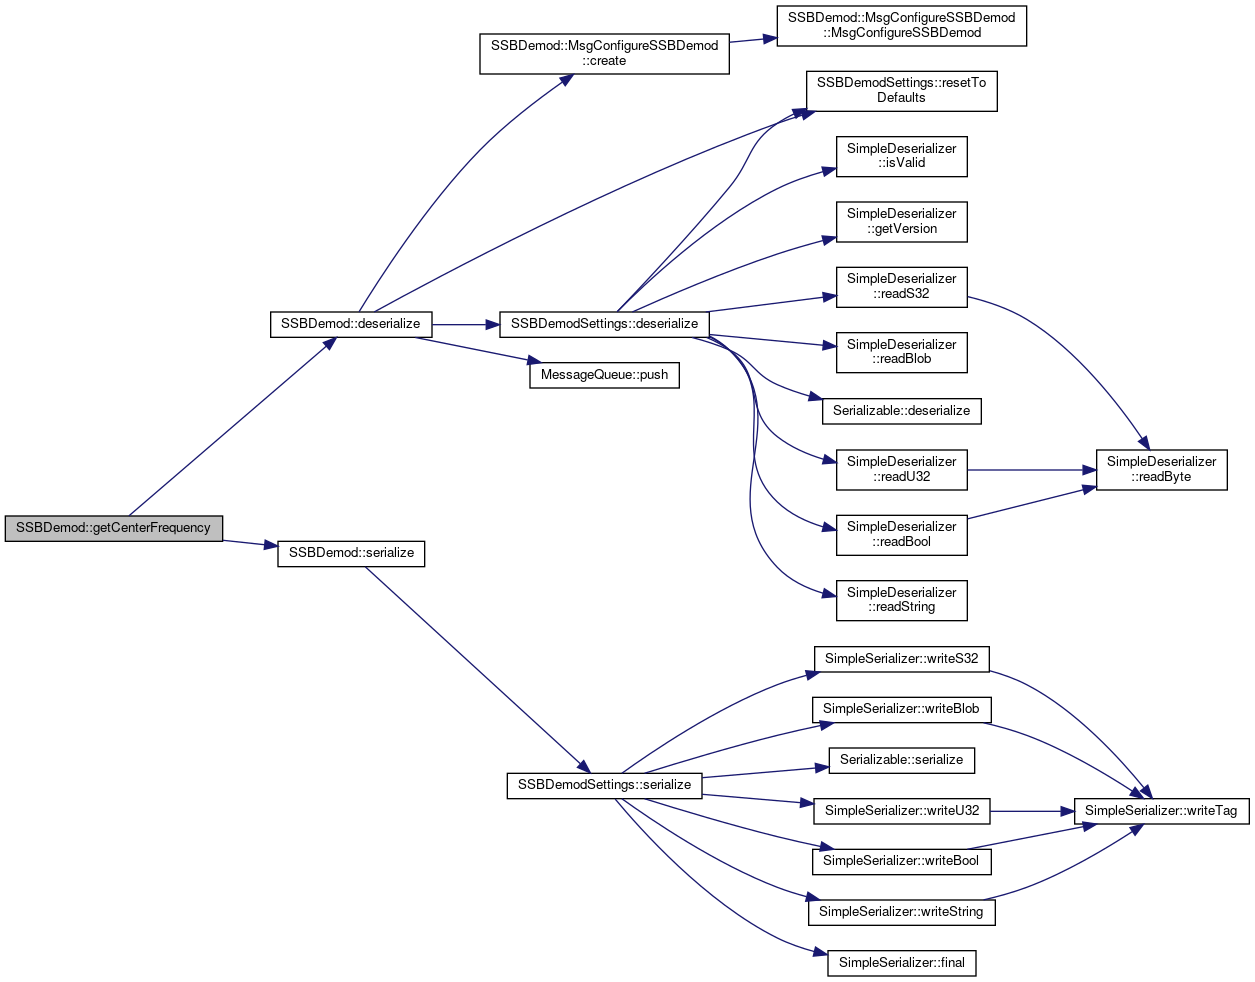 SSBDemod::MsgConfigureSSBDemod
::MsgConfigureSSBDemod
SSBDemod::MsgConfigureSSBDemod
::create
SSBDemodSettings::resetTo
Defaults
SimpleDeserializer
::isValid
SimpleDeserializer
::getVersion
SimpleDeserializer
::readS32
SSBDemod::deserialize
SSBDemodSettings::deserialize
SimpleDeserializer
::readBlob
MessageQueue::push
Serializable::deserialize
SimpleDeserializer
::readU32
SimpleDeserializer
::readByte
SSBDemod::getCenterFrequency
SimpleDeserializer
::readBool
SSBDemod::serialize
SimpleDeserializer
::readString
SimpleSerializer::writeS32
SimpleSerializer::writeBlob
Serializable::serialize
SSBDemodSettings::serialize
SimpleSerializer::writeU32
SimpleSerializer::writeTag
SimpleSerializer::writeBool
SimpleSerializer::writeString
SimpleSerializer::final